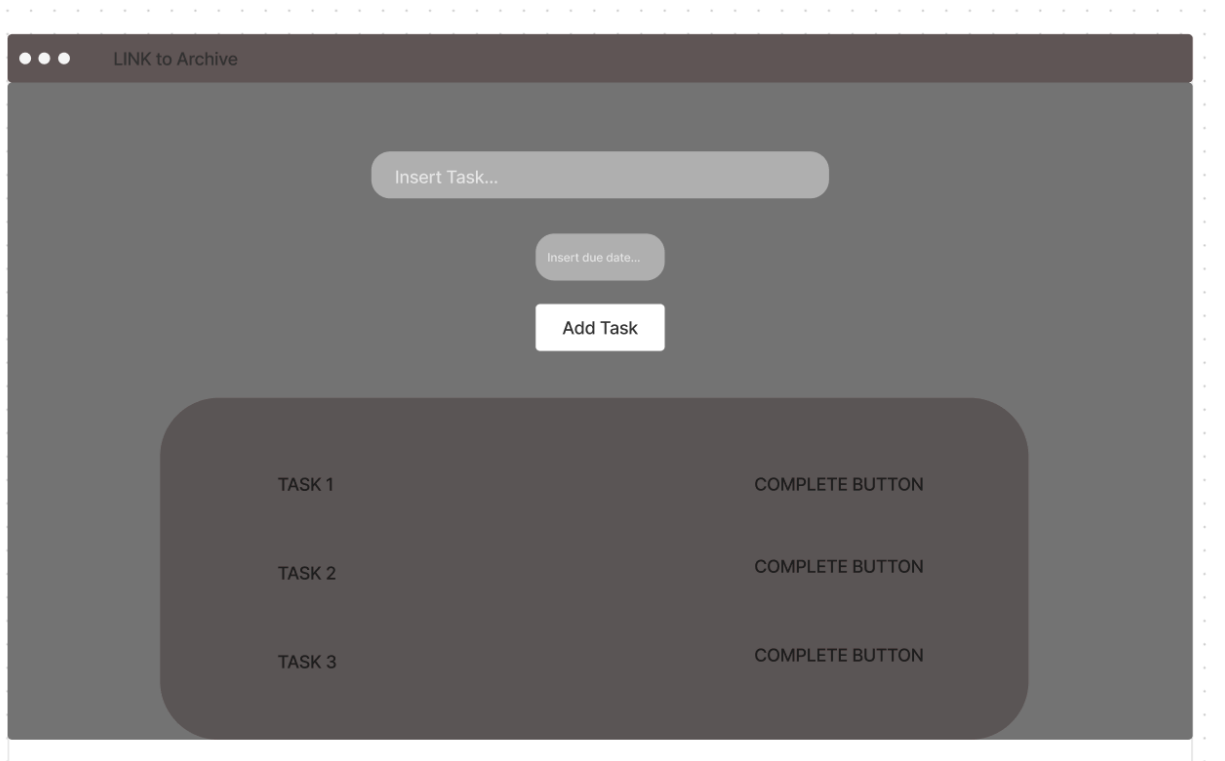 LINK to Archive
Insert Task...
Insert due date...
Add Task
TASK 1
COMPLETE BUTTON
TASK 2
COMPLETE BUTTON
TASK 3
COMPLETE BUTTON